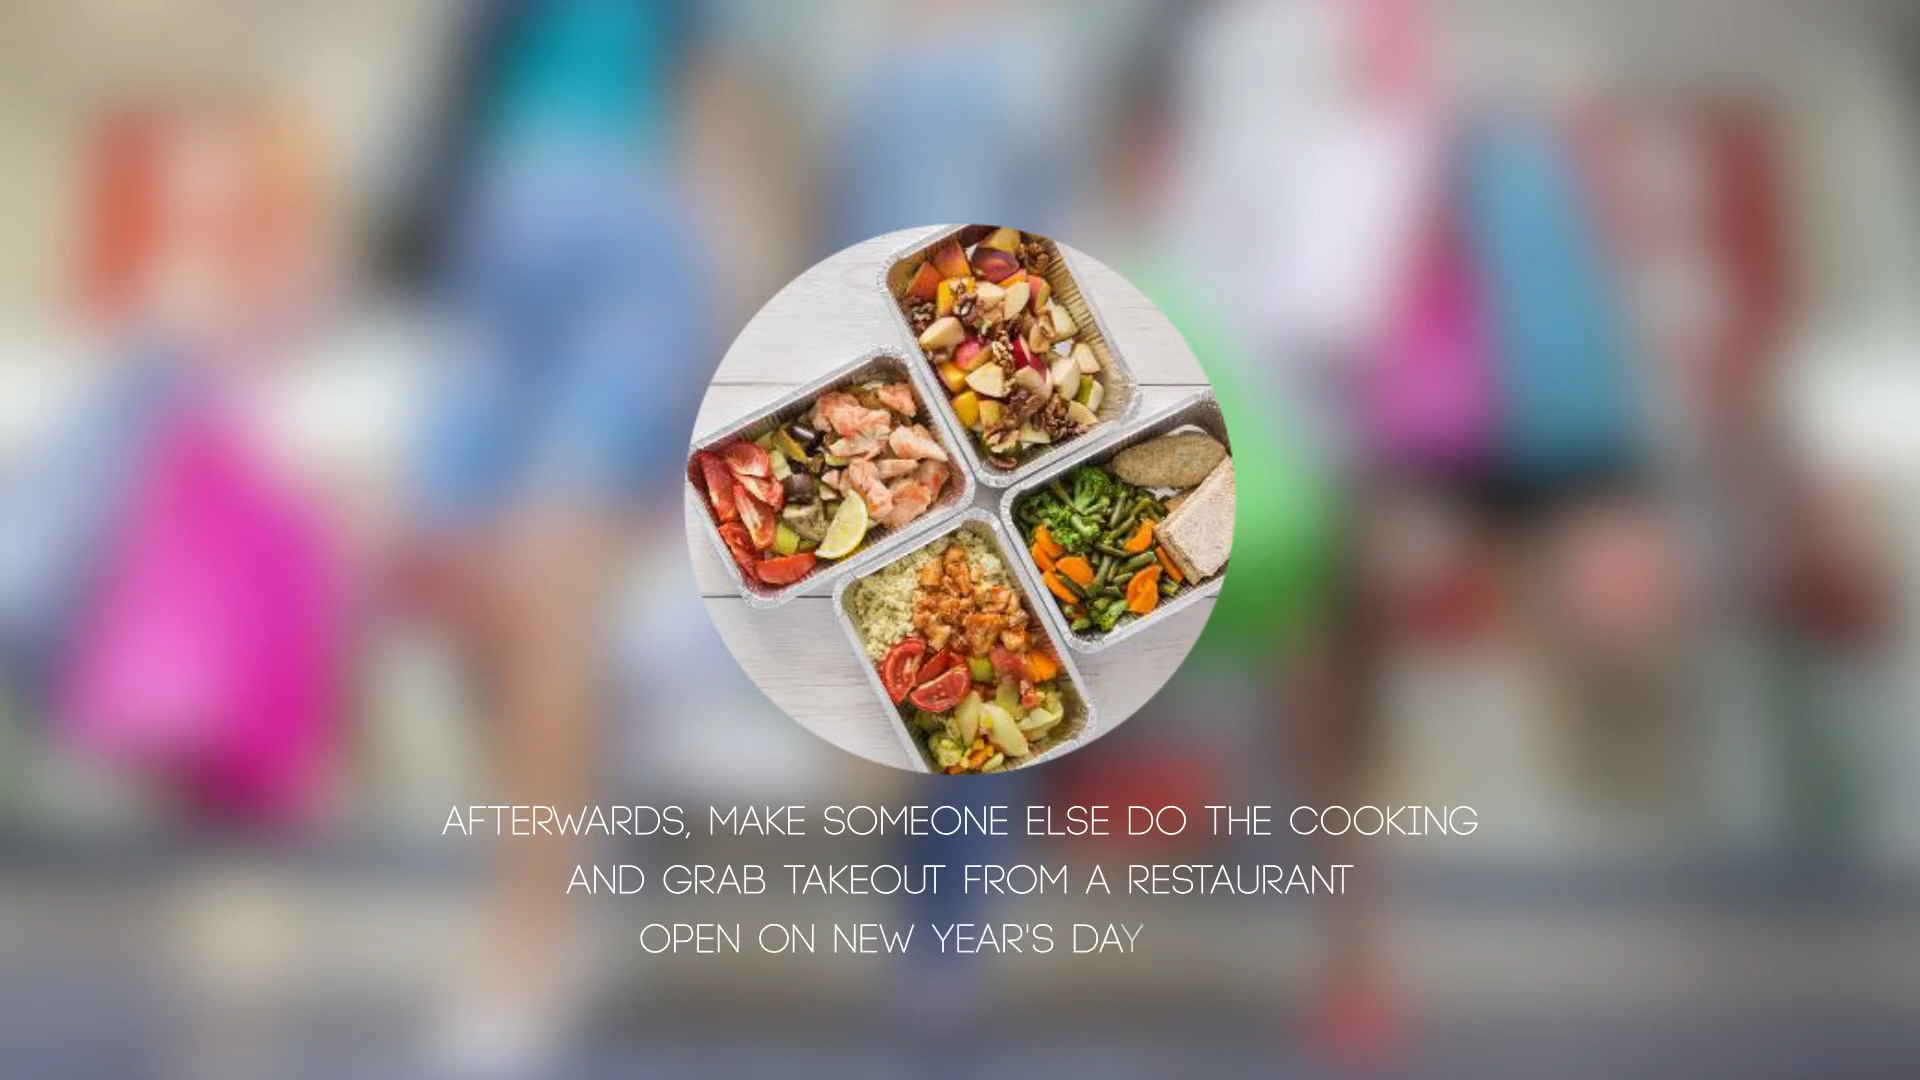 AFTERWARDS, MAKE SOMEONE ELSE DO THE COOKING
AND GRAB TAKEOUT FROM A RESTAURANT
OPEN ON NEW YEAR'S DAY